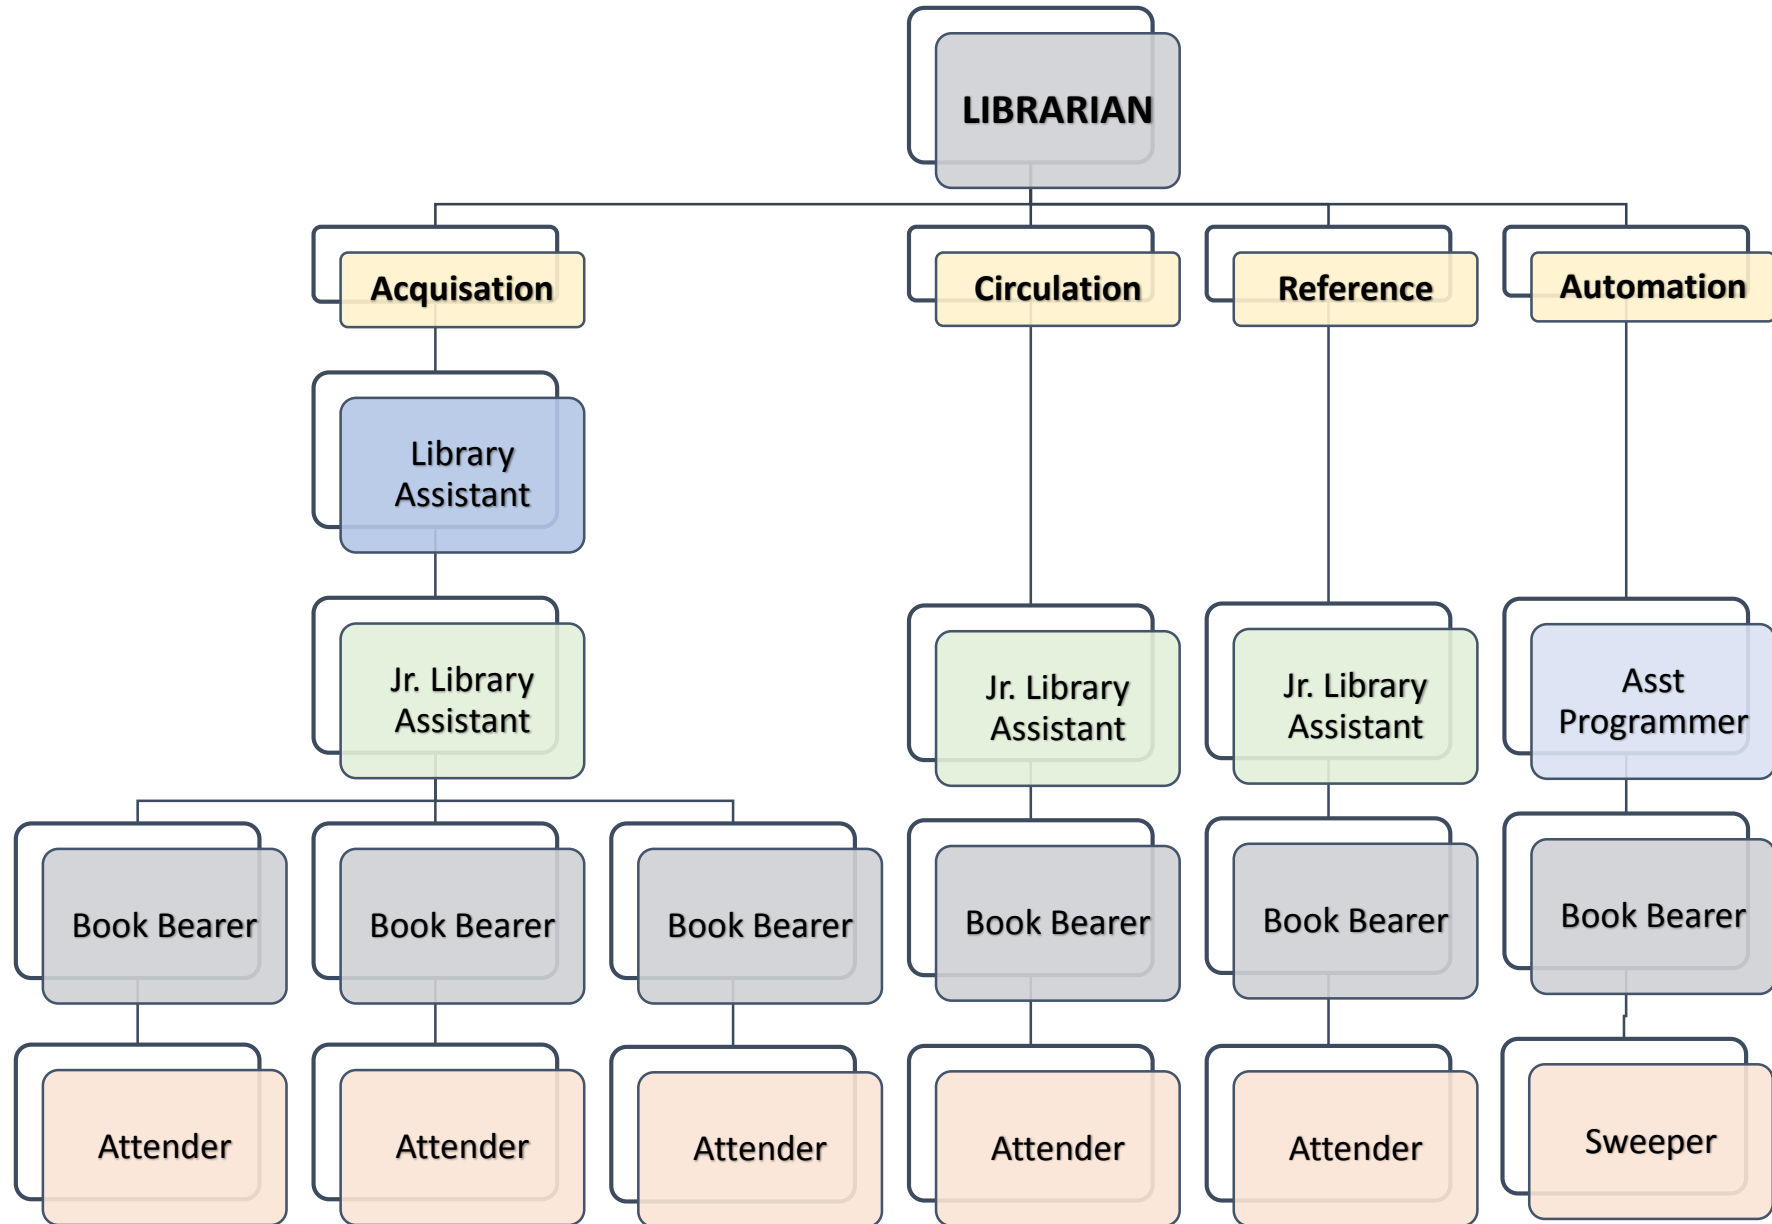 LIBRARIAN
Acquisation
Circulation
Reference
Automation
Library
Assistant
Jr. Library
Assistant
Jr. Library
Assistant
Jr. Library
Assistant
Asst
Programmer
Book Bearer
Book Bearer
Book Bearer
Book Bearer
Book Bearer
Book Bearer
Attender
Attender
Attender
Attender
Attender
Sweeper